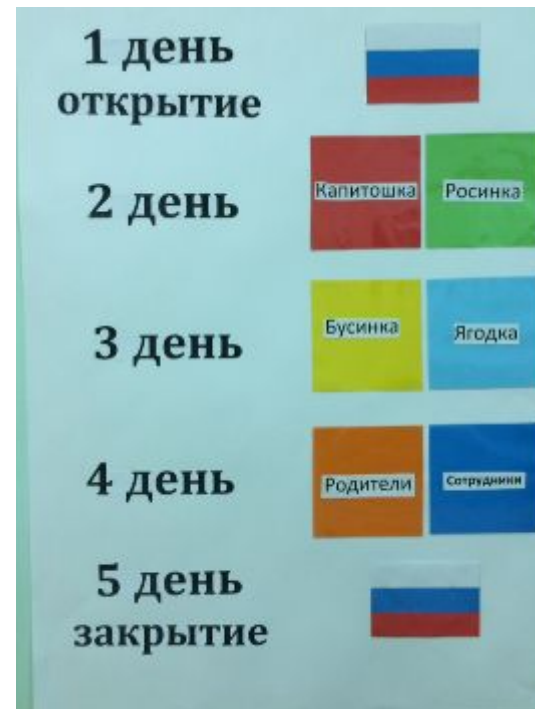 1 день
открытие
2 день
Капитошка Росинка
3 день
Бусинка Ягодка
4 день
Родители Сотрудники
5 день
закрытие